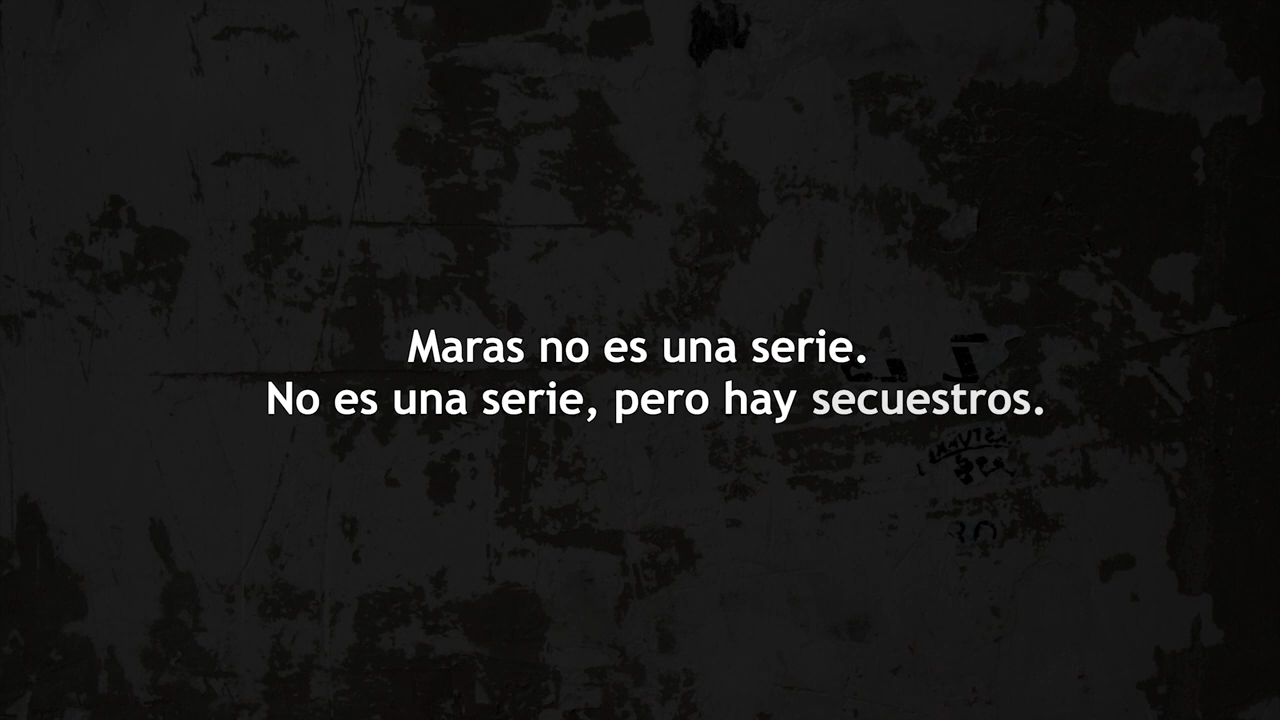 Maras no es una serie.
No es una serie, pero hay secuestros.